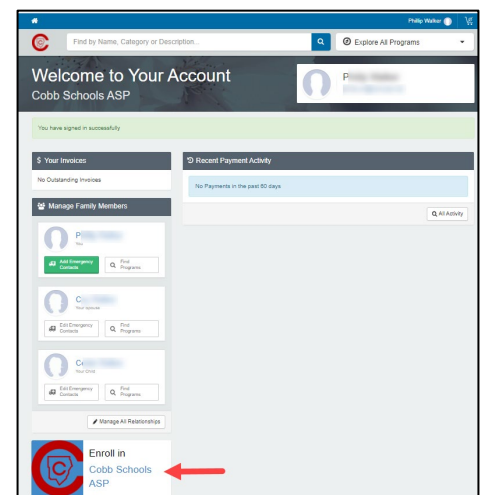 Phillip Walker
Find by Name, Category or Description...
Explore All Programs
Welcome to Your Account
Cobb Schools ASP
P
You have signed in successfully
$ Your Invoices
No Outstanding Invoices
Recent Payment Activity
No Payments in the past 60 days
All Activity
Manage Family Members
P
You
Add Emergency
Contacts
Find
Programs
C
Your spouse
Edit Emergency
Contacts
Find
Programs
C
Your Child
Edit Emergency
Contacts
Find
Programs
Manage All Relationships
C
Enroll in
Cobb Schools
ASP